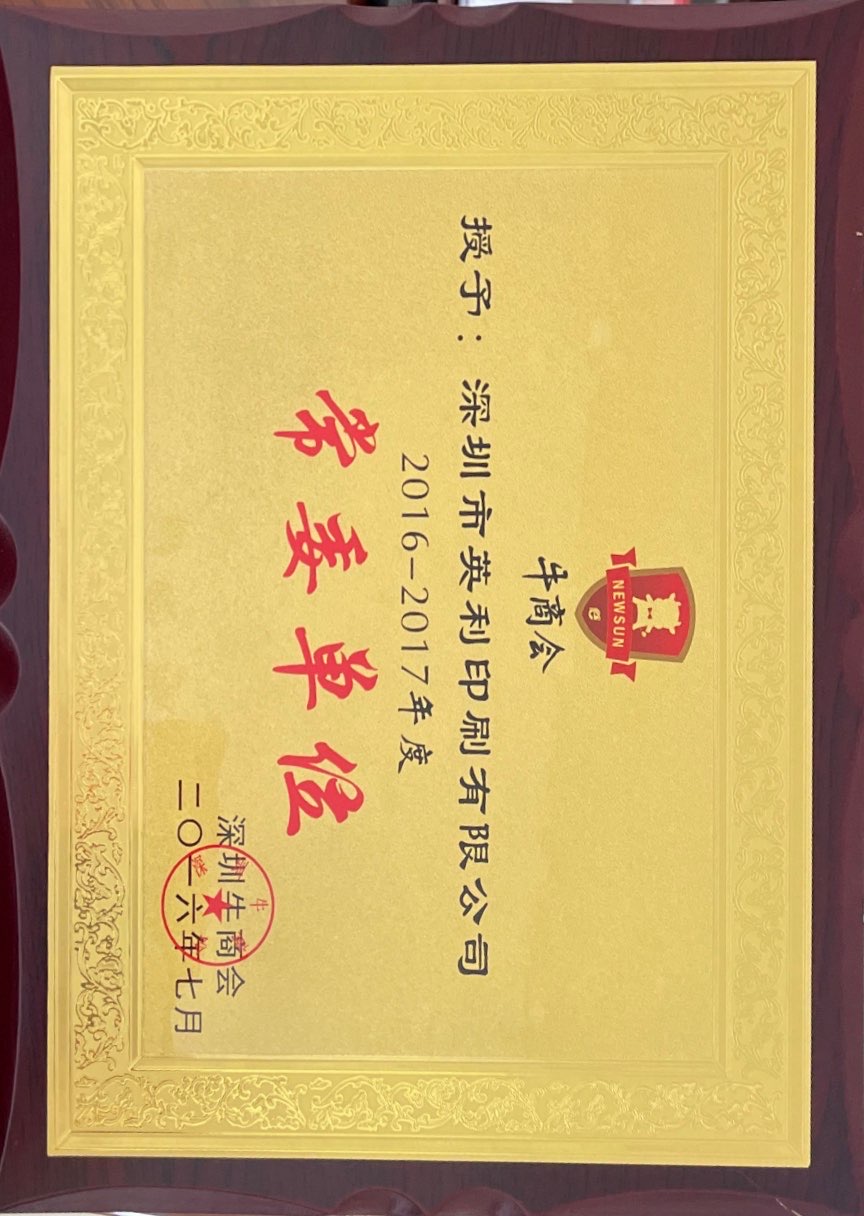 NEWSUN
e
牛商会
授予：深圳市英利印刷有限公司
2016-2017年度
常委单位
深圳牛商会
二〇一六年七月